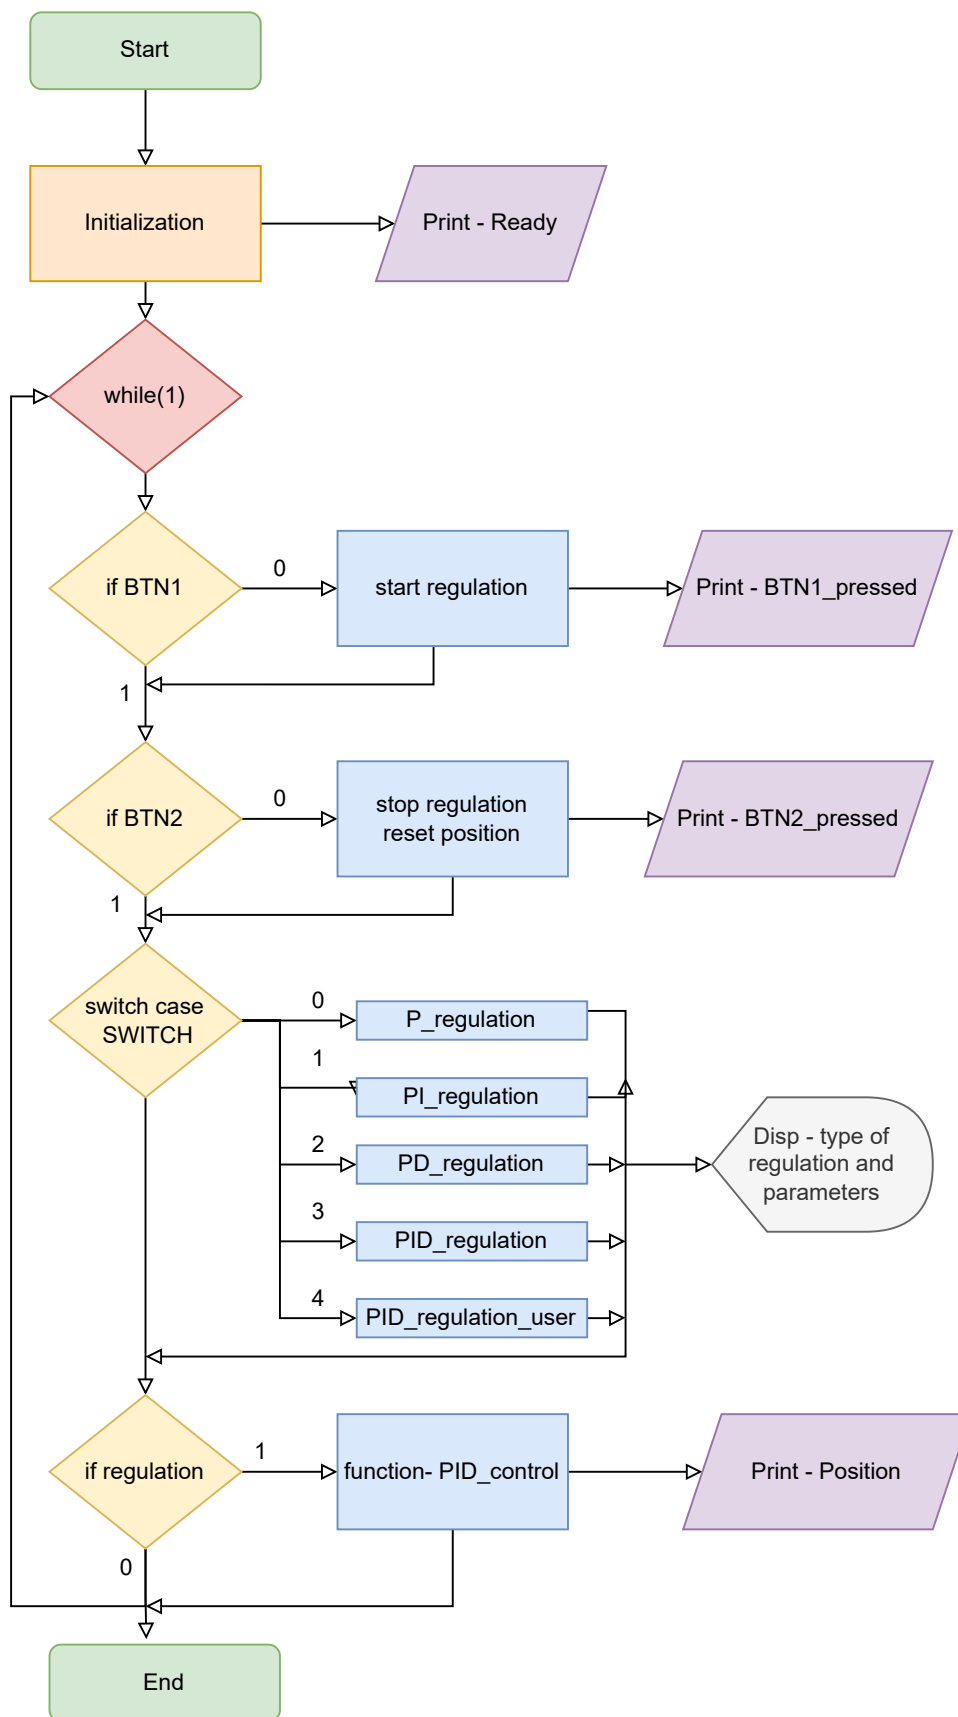 Start
Initialization
Print - Ready
while(1)
if BTN1
0
start regulation
Print - BTN1_pressed
1
if BTN2
0
stop regulation
reset position
Print - BTN2_pressed
1
switch case
SWITCH
0
P_regulation
1
PI_regulation
2
PD_regulation
3
PID_regulation
4
PID_regulation_user
Disp - type of
regulation and
parameters
if regulation
1
function- PID_control
Print - Position
0
End